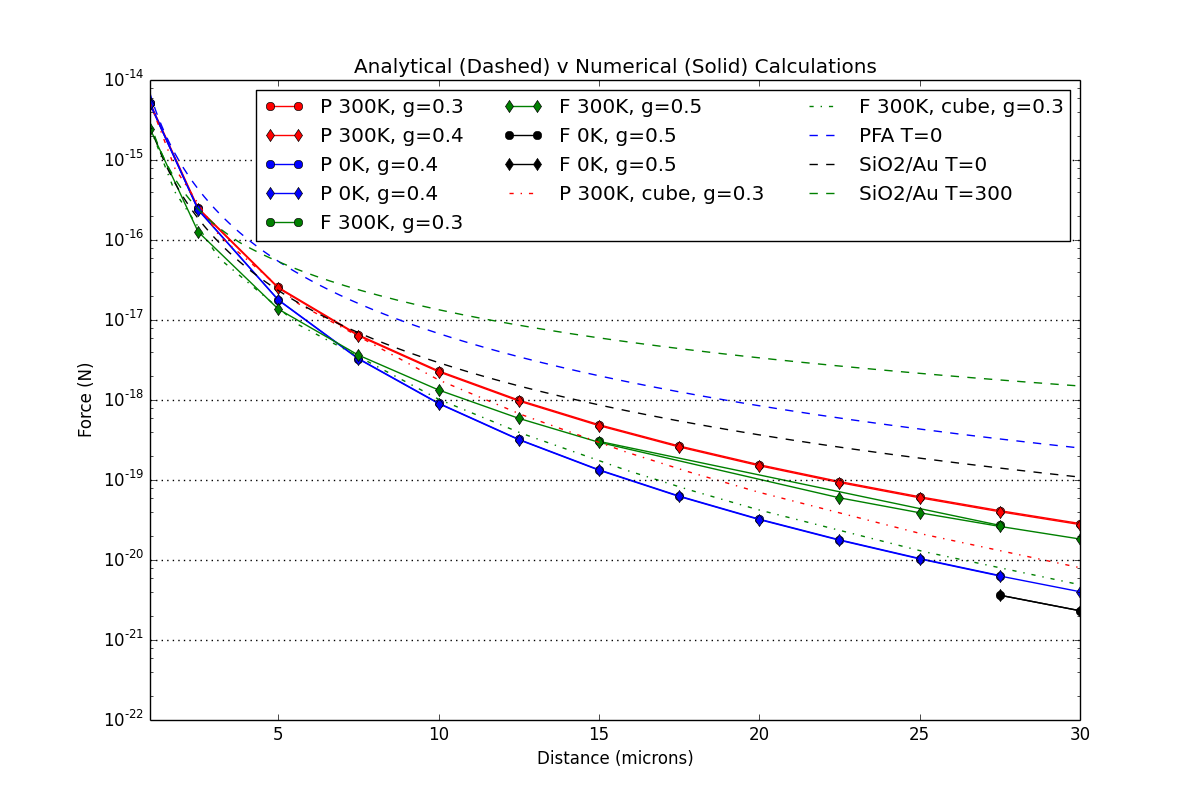 Analytical (Dashed) v Numerical (Solid) Calculations
10^-14
10^-15
10^-16
10^-17
10^-18
10^-19
10^-20
10^-21
10^-22
Force (N)
P 300K, g=0.3
P 300K, g=0.4
P 0K, g=0.4
P 0K, g=0.4
F 300K, g=0.3
F 300K, g=0.5
F 0K, g=0.5
F 0K, g=0.5
P 300K, cube, g=0.3
F 300K, cube, g=0.3
PFA T=0
SiO2/Au T=0
SiO2/Au T=300
5 10 15 20 25 30
Distance (microns)